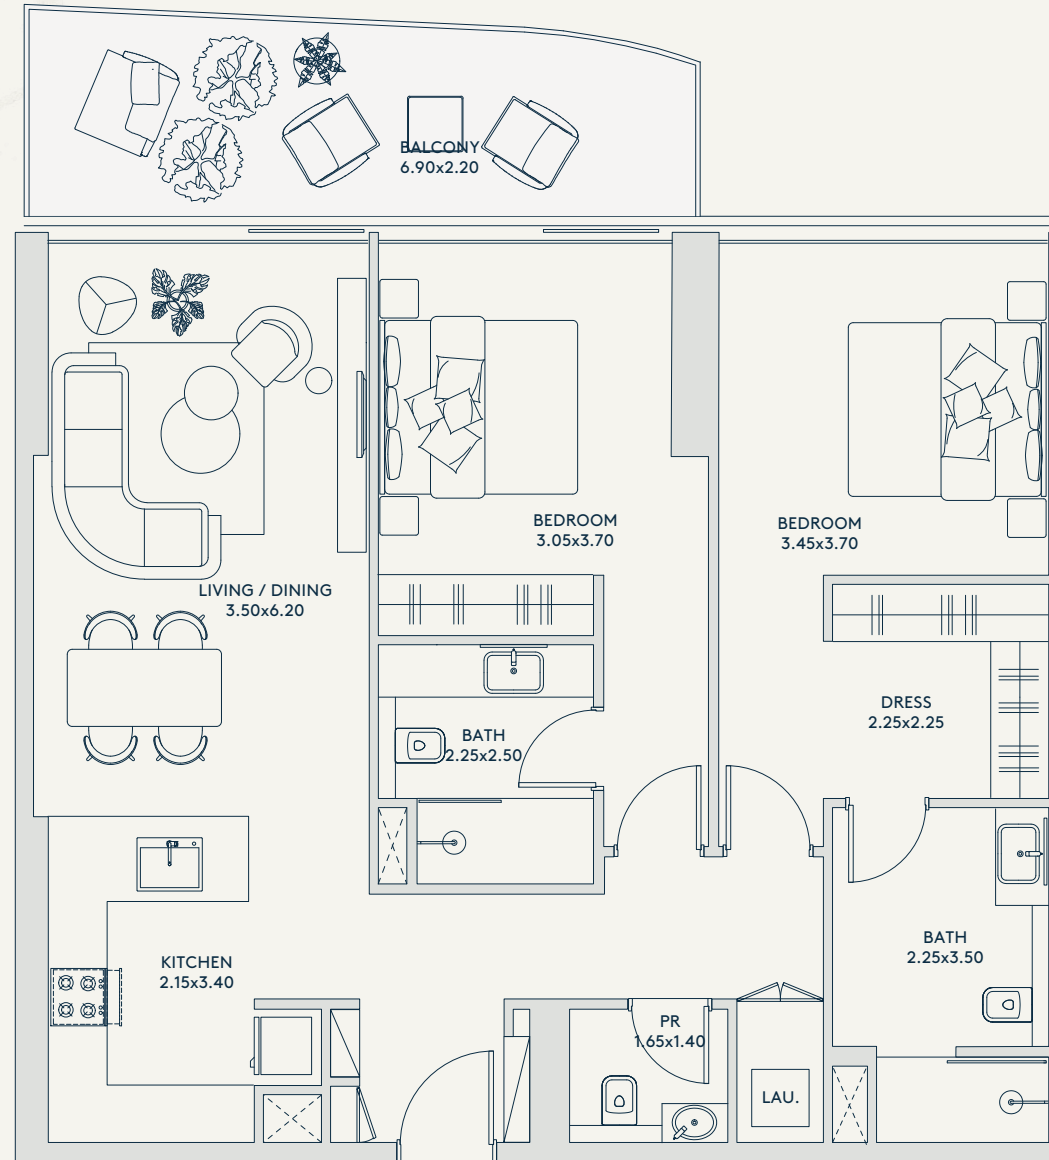 BALCONY
6.90x2.20
BEDROOM
3.05x3.70
BEDROOM
3.45x3.70
LIVING / DINING
3.50x6.20
DRESS
2.25x2.25
BATH
2.25x2.50
BATH
2.25x3.50
KITCHEN
2.15x3.40
PR
1.65x1.40
LAU.